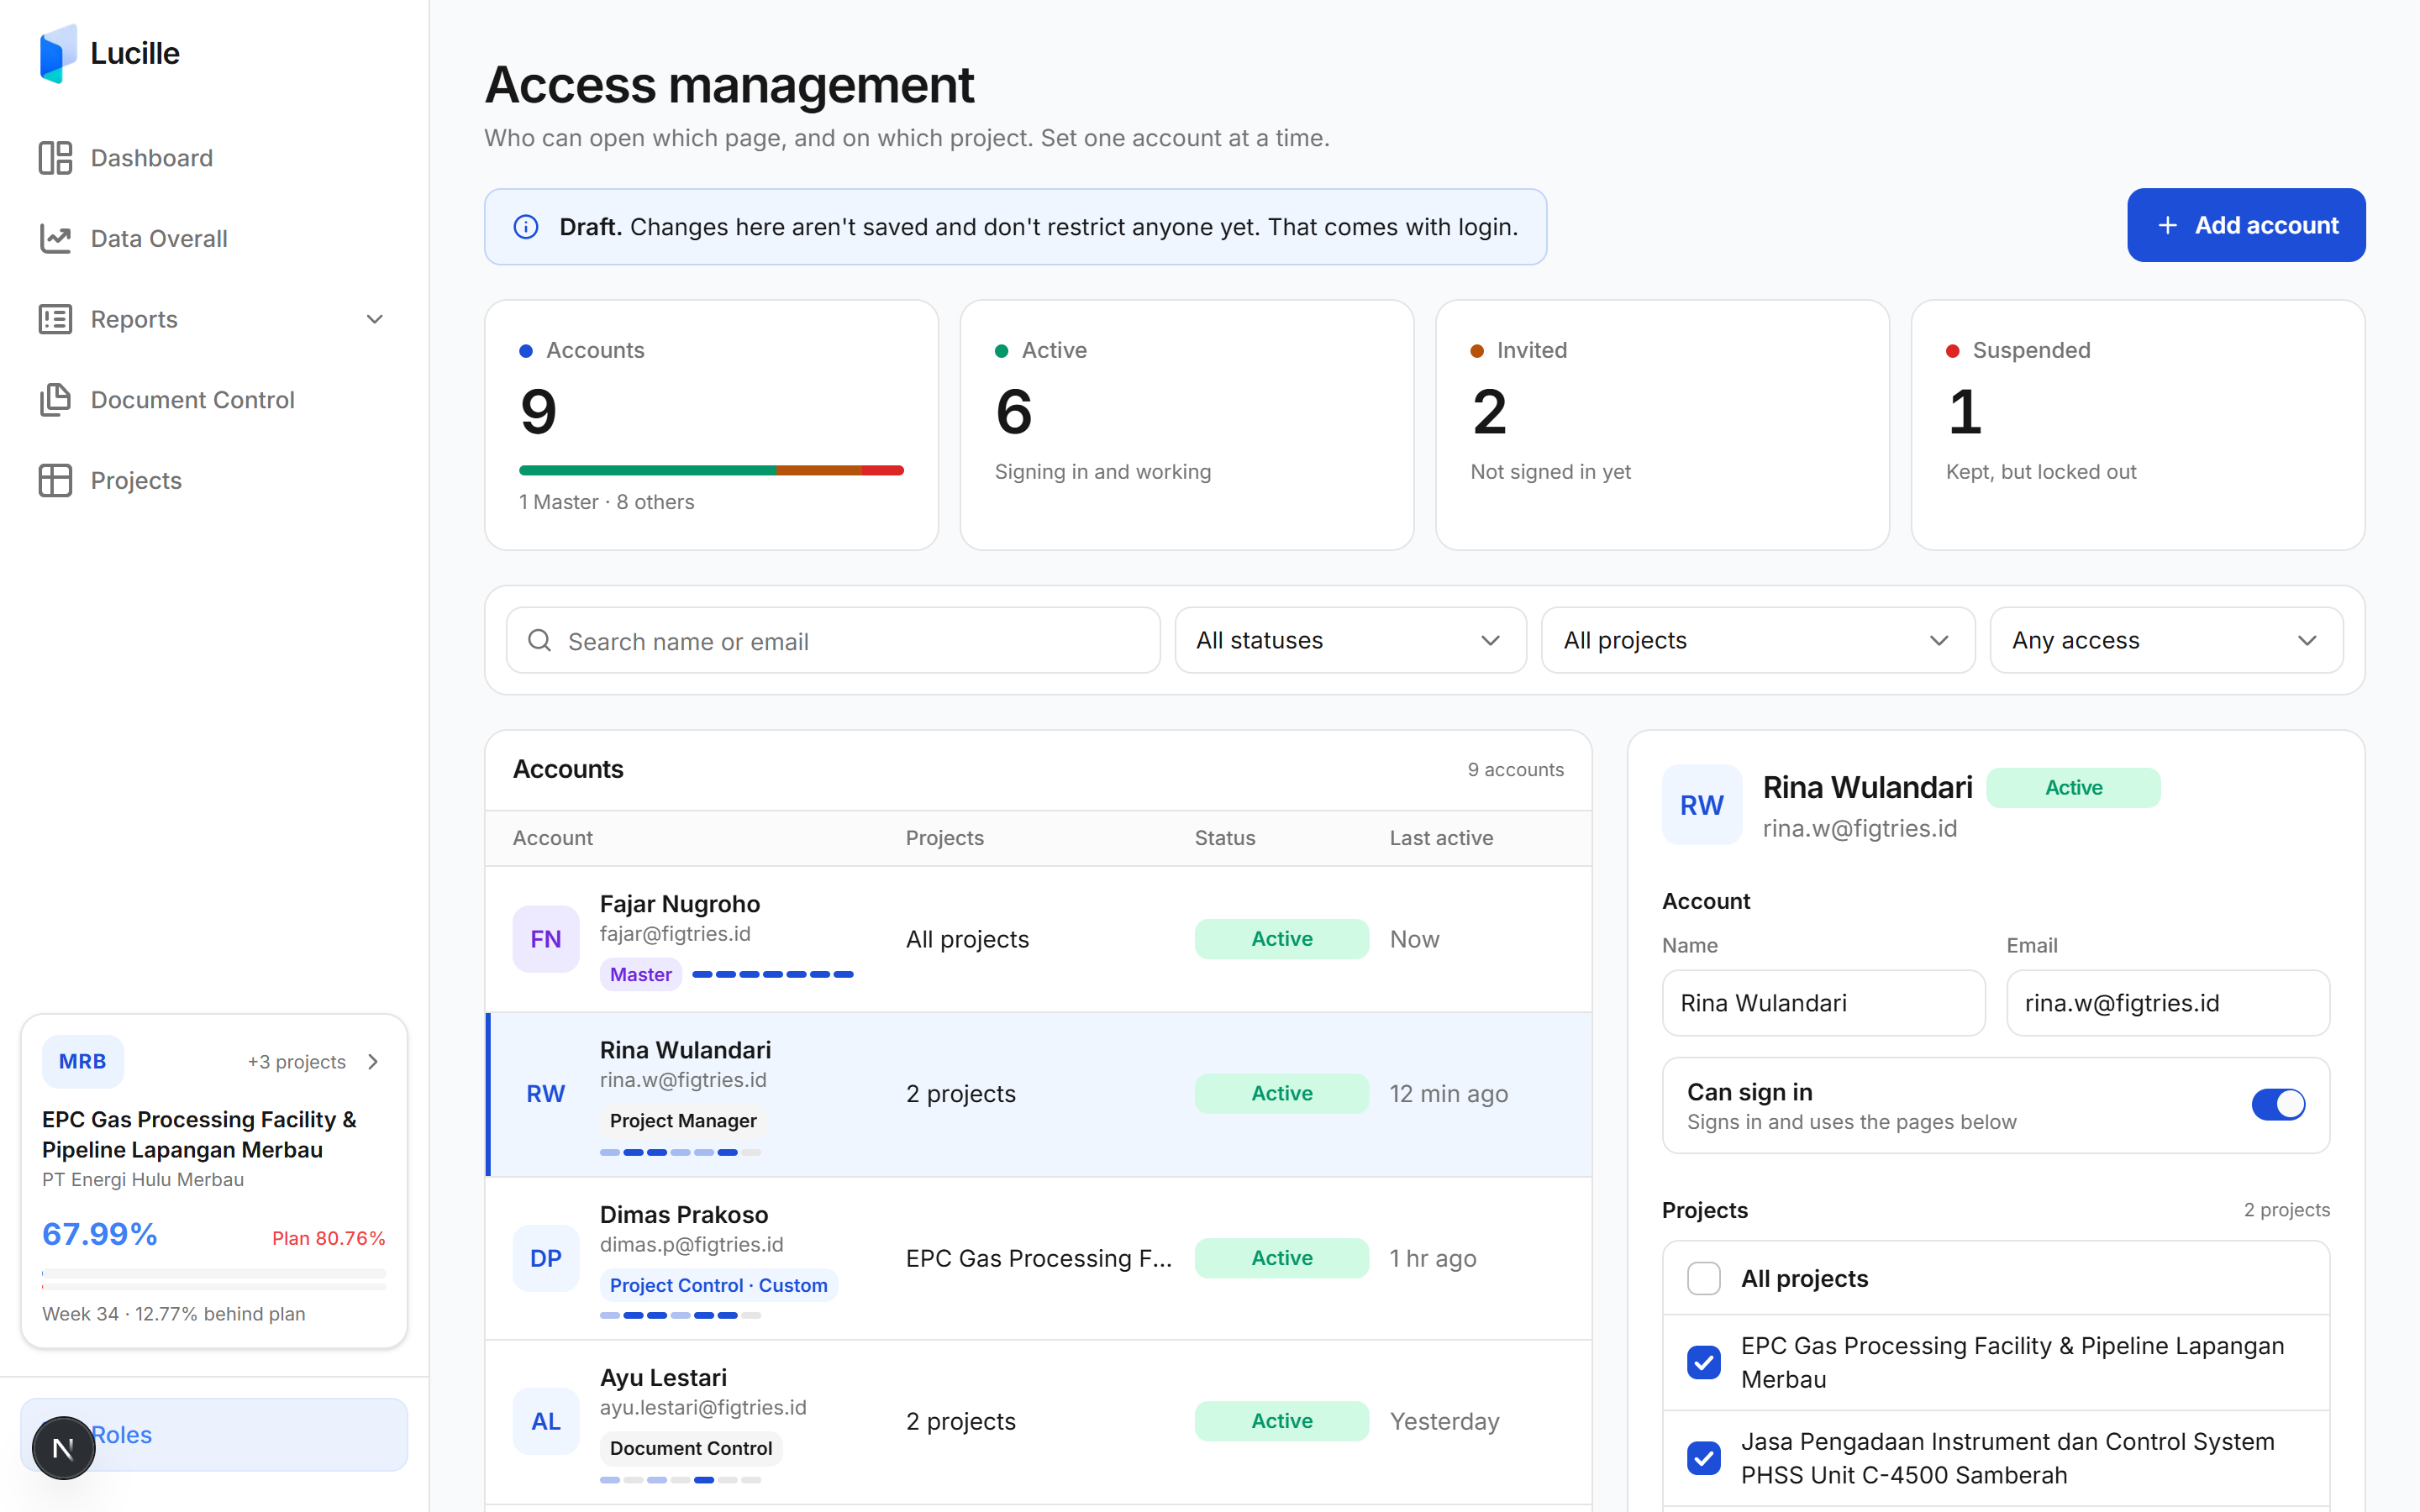 Lucille
Dashboard
Data Overall
Reports
Document Control
Projects
MRB
+3 projects
EPC Gas Processing Facility &
Pipeline Lapangan Merbau
PT Energi Hulu Merbau
67.99%
Plan 80.76%
Week 34 · 12.77% behind plan
Roles
N
Access management
Who can open which page, and on which project. Set one account at a time.
Draft. Changes here aren't saved and don't restrict anyone yet. That comes with login.
Add account
Accounts
9
1 Master · 8 others
Active
6
Signing in and working
Invited
2
Not signed in yet
Suspended
1
Kept, but locked out
Search name or email
All statuses
All projects
Any access
Accounts
9 accounts
Account
Projects
Status
Last active
FN
Fajar Nugroho
fajar@figtries.id
Master
All projects
Active
Now
RW
Rina Wulandari
rina.w@figtries.id
Project Manager
2 projects
Active
12 min ago
DP
Dimas Prakoso
dimas.p@figtries.id
Project Control · Custom
EPC Gas Processing F...
Active
1 hr ago
AL
Ayu Lestari
ayu.lestari@figtries.id
Document Control
2 projects
Active
Yesterday
RW
Rina Wulandari
Active
rina.w@figtries.id
Account
Name
Email
Rina Wulandari
rina.w@figtries.id
Can sign in
Signs in and uses the pages below
Projects
2 projects
All projects
EPC Gas Processing Facility & Pipeline Lapangan
Merbau
Jasa Pengadaan Instrument dan Control System
PHSS Unit C-4500 Samberah